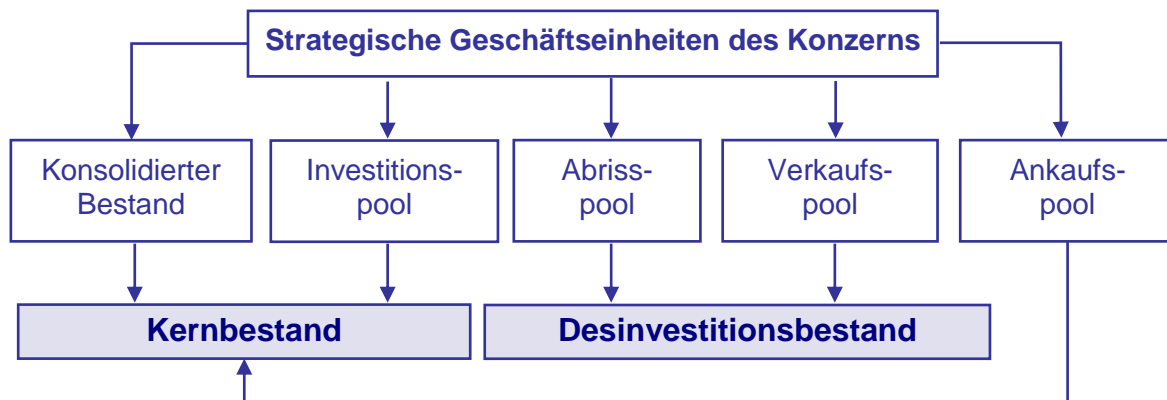 Strategische Geschäftseinheiten des Konzerns
Konsolidierter
Bestand
Investitions-
pool
Abriss-
pool
Verkaufs-
pool
Ankaufs-
pool
Kernbestand
Desinvestitionsbestand